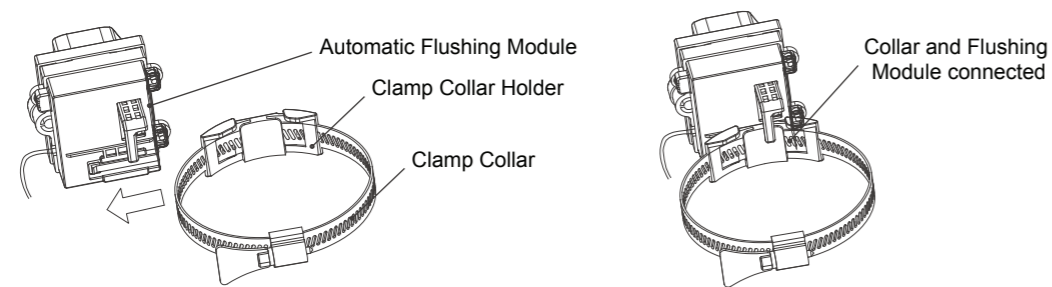 Automatic Flushing Module
Clamp Collar Holder
Clamp Collar
Collar and Flushing
Module connected